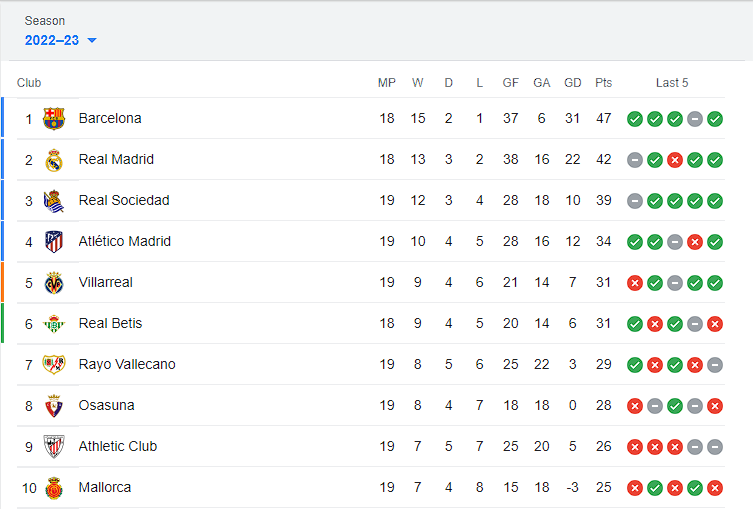 Season
2022–23
Club MP W D L GF GA GD Pts Last 5
1 Barcelona 18 15 2 1 37 6 31 47
2 Real Madrid 18 13 3 2 38 16 22 42
3 Real Sociedad 19 12 3 4 28 18 10 39
4 Atlético Madrid 19 10 4 5 28 16 12 34
5 Villarreal 19 9 4 6 21 14 7 31
6 Real Betis 18 9 4 5 20 14 6 31
7 Rayo Vallecano 19 8 5 6 25 22 3 29
8 Osasuna 19 8 4 7 18 18 0 28
9 Athletic Club 19 7 5 7 25 20 5 26
10 Mallorca 19 7 4 8 15 18 -3 25